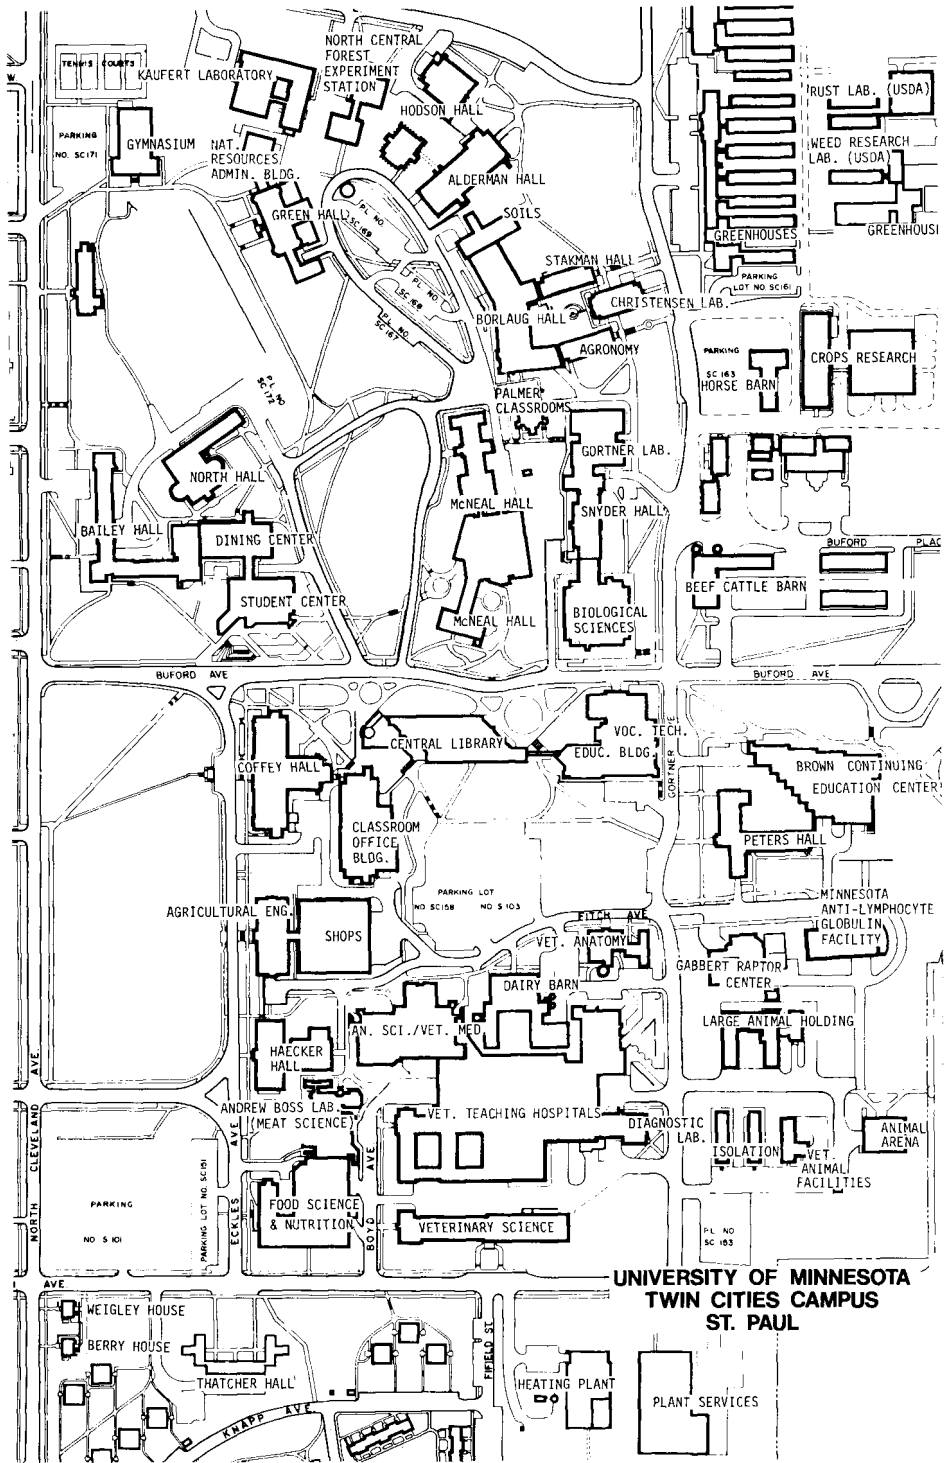 NORTH CENTRAL
FOREST
EXPERIMENT
STATION
TENNIS COURTS
KAUFERT LABORATORY
W.
HODSON HALL
RUST LAB. (USDA)
PARKING
NO. SC171
GYMNASIUM
NAT.
RESOURCES
ADMIN. BLDG.
WEED RESEARCH
LAB. (USDA)
ALDERMAN HALL
GREEN HALL
P.L. NO.
SC169
SOILS
GREENHOUSES
GREENHOUSE
STAKMAN HALL
P.L. NO.
SC168
PARKING
LOT NO. SC161
CHRISTENSEN LAB.
BORLAUG HALL
P.L. NO.
SC167
AGRONOMY
PARKING
SC 163
HORSE BARN
CROPS RESEARCH
P.L. NO
SC 172
PALMER
CLASSROOMS
GORTNER LAB.
NORTH HALL
McNEAL HALL
SNYDER HALL
BAILEY HALL
DINING CENTER
BUFORD PLAC
BEEF CATTLE BARN
STUDENT CENTER
McNEAL HALL
BIOLOGICAL
SCIENCES
BUFORD AVE
BUFORD AVE
VOC. TECH.
EDUC. BLDG.
CENTRAL LIBRARY
COFFEY HALL
GORTNER
BROWN CONTINUING
EDUCATION CENTER
CLASSROOM
OFFICE
BLDG.
PETERS HALL
PARKING LOT
NO SC158 NO S 103
MINNESOTA
ANTI-LYMPHOCYTE
GLOBULIN
FACILITY
AGRICULTURAL ENG.
SHOPS
FITCH AVE
VET. ANATOMY
GABBERT RAPTOR
CENTER
DAIRY BARN
AN. SCI./VET. MED
LARGE ANIMAL HOLDING
HAECKER
HALL
NORTH CLEVELAND AVE
ANDREW BOSS LAB.
(MEAT SCIENCE)
VET. TEACHING HOSPITALS
DIAGNOSTIC
LAB.
ISOLATION
VET.
ANIMAL
FACILITIES
ANIMAL
ARENA
ECKLES AVE
BOYD AVE
PARKING LOT NO. SC151
PARKING
NO S 101
FOOD SCIENCE
& NUTRITION
VETERINARY SCIENCE
P.L. NO
SC 183
AVE.
UNIVERSITY OF MINNESOTA
TWIN CITIES CAMPUS
ST. PAUL
WEIGLEY HOUSE
BERRY HOUSE
THATCHER HALL
FIFIELD ST.
HEATING PLANT
PLANT SERVICES
KNAPP AVE.